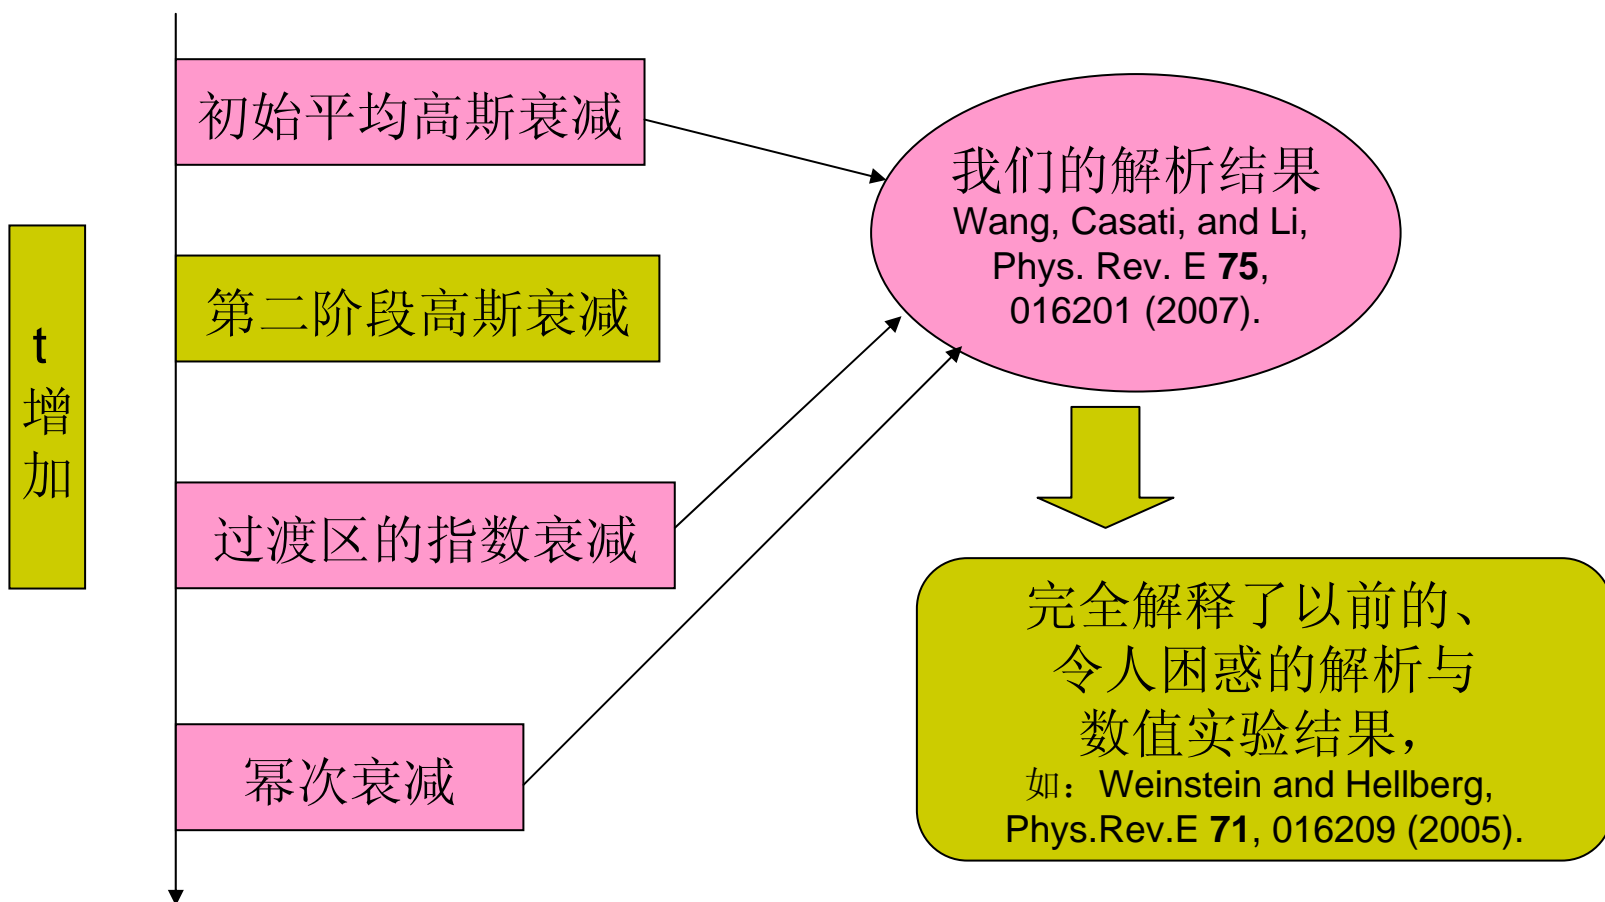 初始平均高斯衰减
第二阶段高斯衰减
过渡区的指数衰减
幂次衰减
t
增
加
我们的解析结果
Wang, Casati, and Li,
Phys. Rev. E 75,
016201 (2007).
完全解释了以前的、
令人困惑的解析与
数值实验结果，
如：Weinstein and Hellberg,
Phys.Rev.E 71, 016209 (2005).